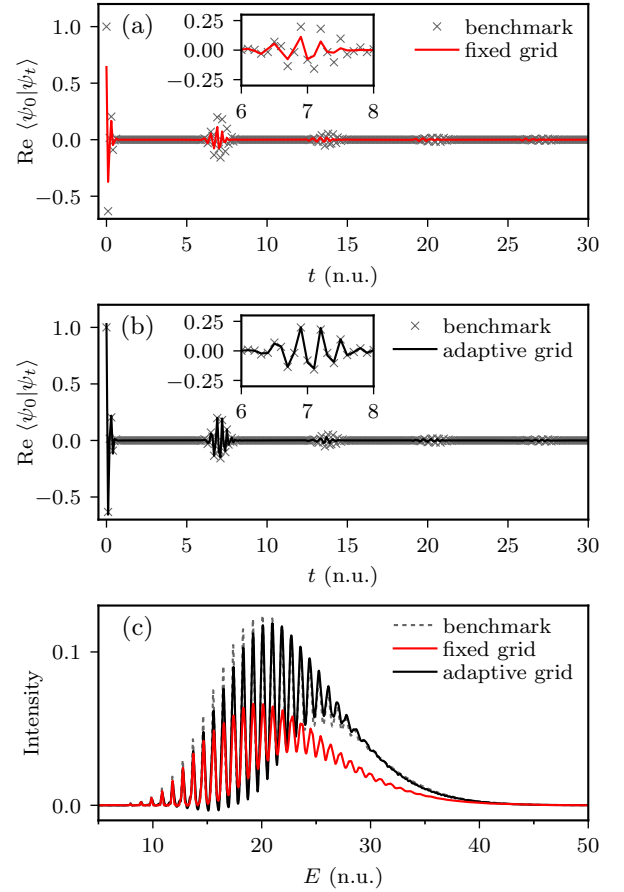 (a)
× benchmark
fixed grid
0.25
0.00
−0.25
6 7 8
1.0
0.5
0.0
−0.5
Re ⟨ψ₀|ψₜ⟩
0 5 10 15 20 25 30
t (n.u.)
(b)
× benchmark
adaptive grid
0.25
0.00
−0.25
6 7 8
1.0
0.5
0.0
−0.5
Re ⟨ψ₀|ψₜ⟩
0 5 10 15 20 25 30
t (n.u.)
(c)
benchmark
fixed grid
adaptive grid
0.1
0.0
Intensity
10 20 30 40 50
E (n.u.)